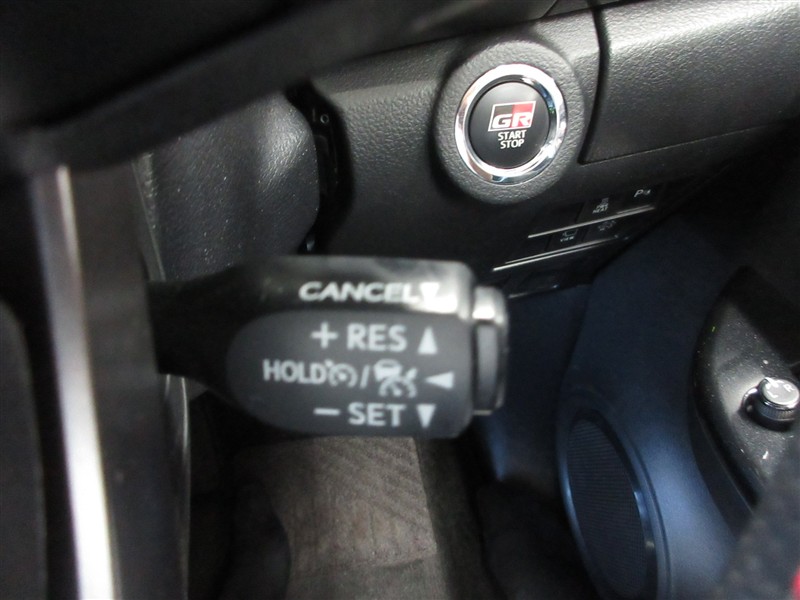 GR
START
STOP
CANCEL
+ RES
HOLD /
− SET
P